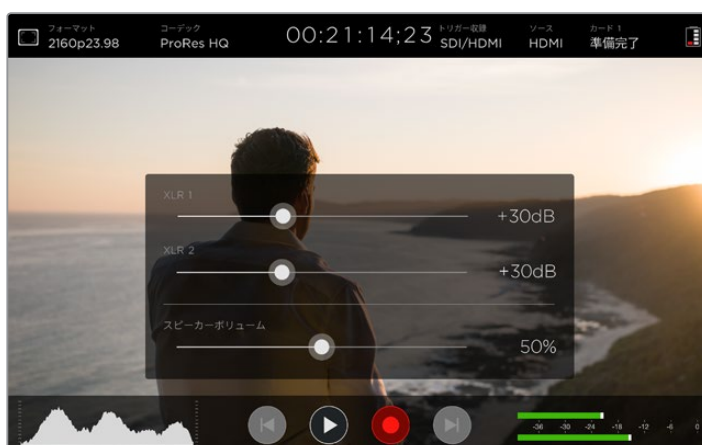 フォーマット
2160p23.98
コーデック
ProRes HQ
00:21:14;23
トリガー収録
SDI/HDMI
ソース
HDMI
カード 1
準備完了
XLR 1
+30dB
XLR 2
+30dB
スピーカーボリューム
50%
-36 -30 -24 -18 -12 -6 0